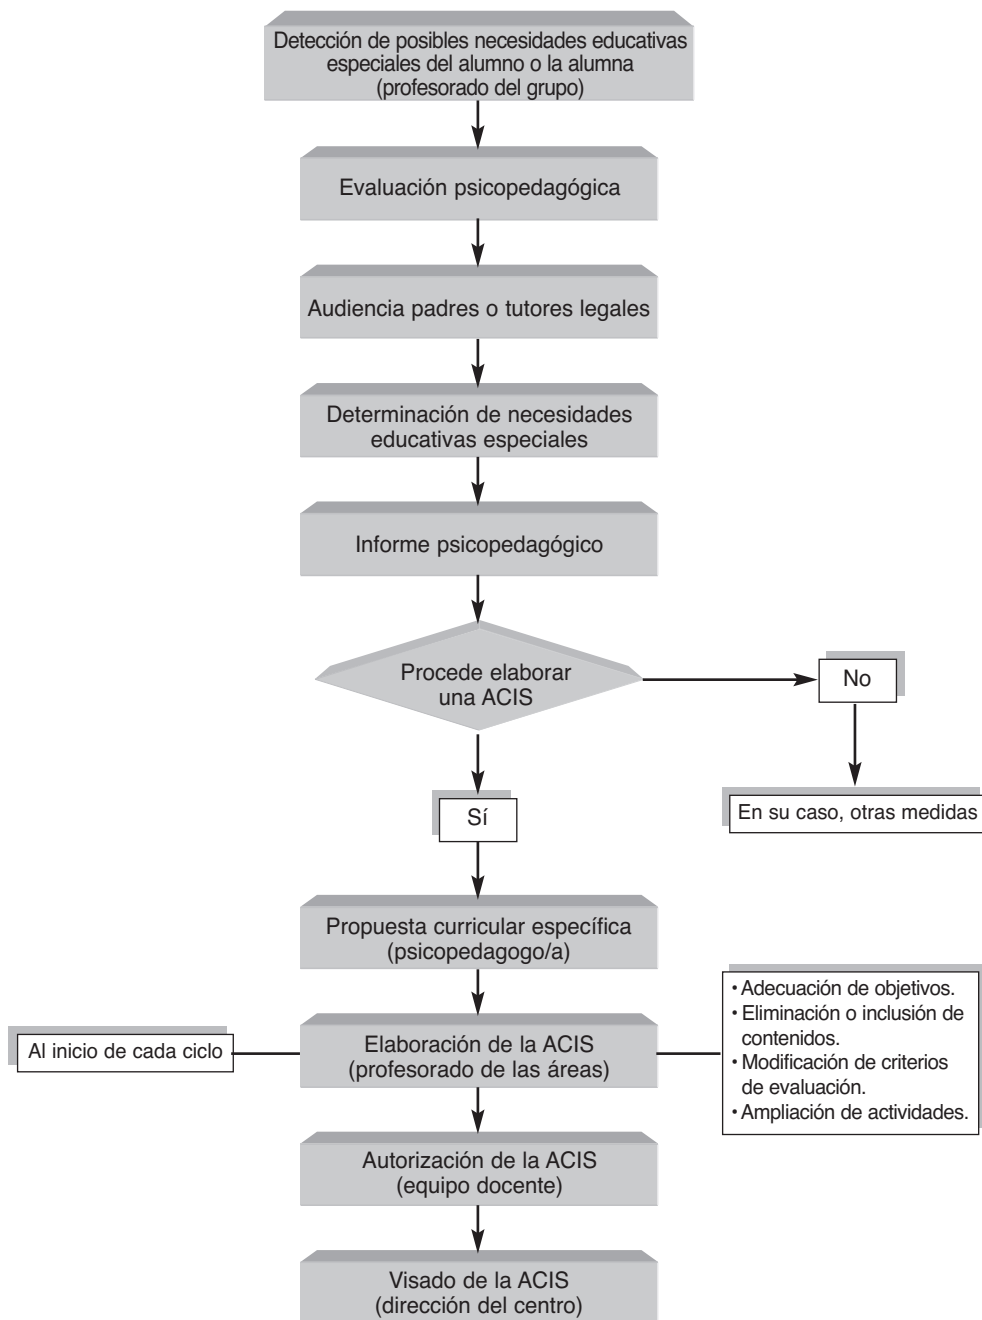 Detección de posibles necesidades educativas
especiales del alumno o la alumna
(profesorado del grupo)
Evaluación psicopedagógica
Audiencia padres o tutores legales
Determinación de necesidades
educativas especiales
Informe psicopedagógico
Procede elaborar
una ACIS
No
En su caso, otras medidas
Sí
Propuesta curricular específica
(psicopedagogo/a)
Al inicio de cada ciclo
Elaboración de la ACIS
(profesorado de las áreas)
• Adecuación de objetivos.
• Eliminación o inclusión de
contenidos.
• Modificación de criterios
de evaluación.
• Ampliación de actividades.
Autorización de la ACIS
(equipo docente)
Visado de la ACIS
(dirección del centro)